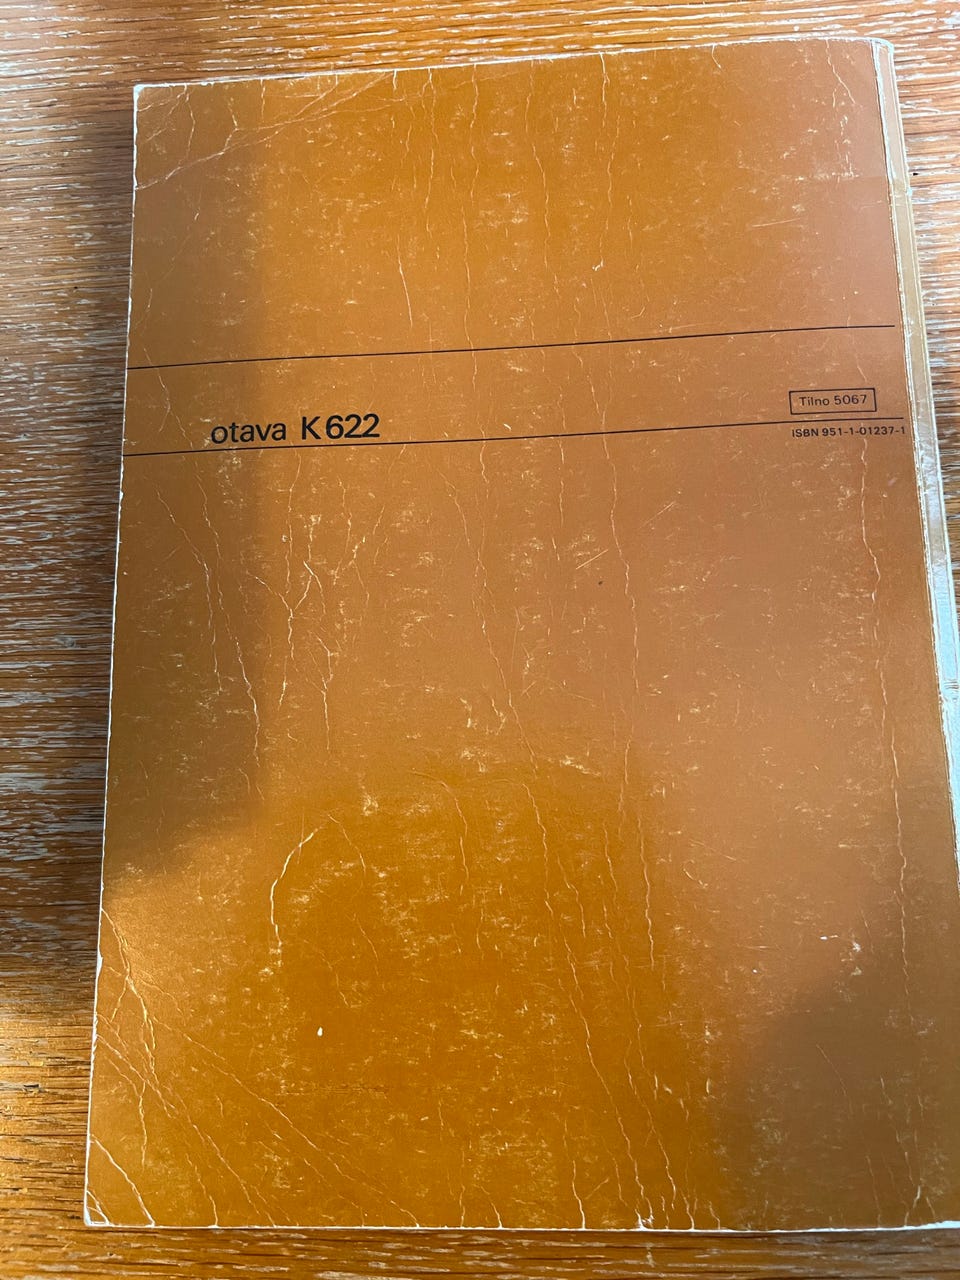 Tilno 5067
otava K622
ISBN 951-1-01237-1